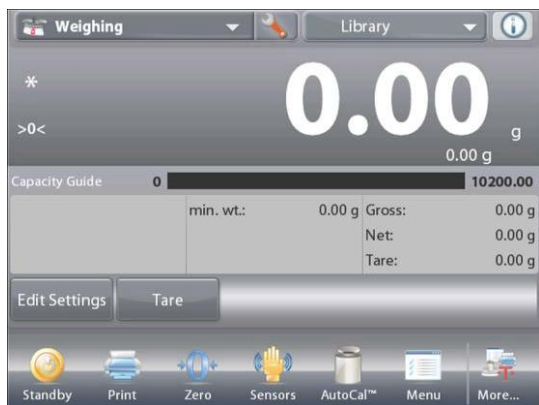 Weighing Library
*
>0<
0.00 g
0.00 g
Capacity Guide 0 10200.00
min. wt.: 0.00 g Gross: 0.00 g
Net: 0.00 g
Tare: 0.00 g
Edit Settings Tare
Standby Print Zero Sensors AutoCal™ Menu More...